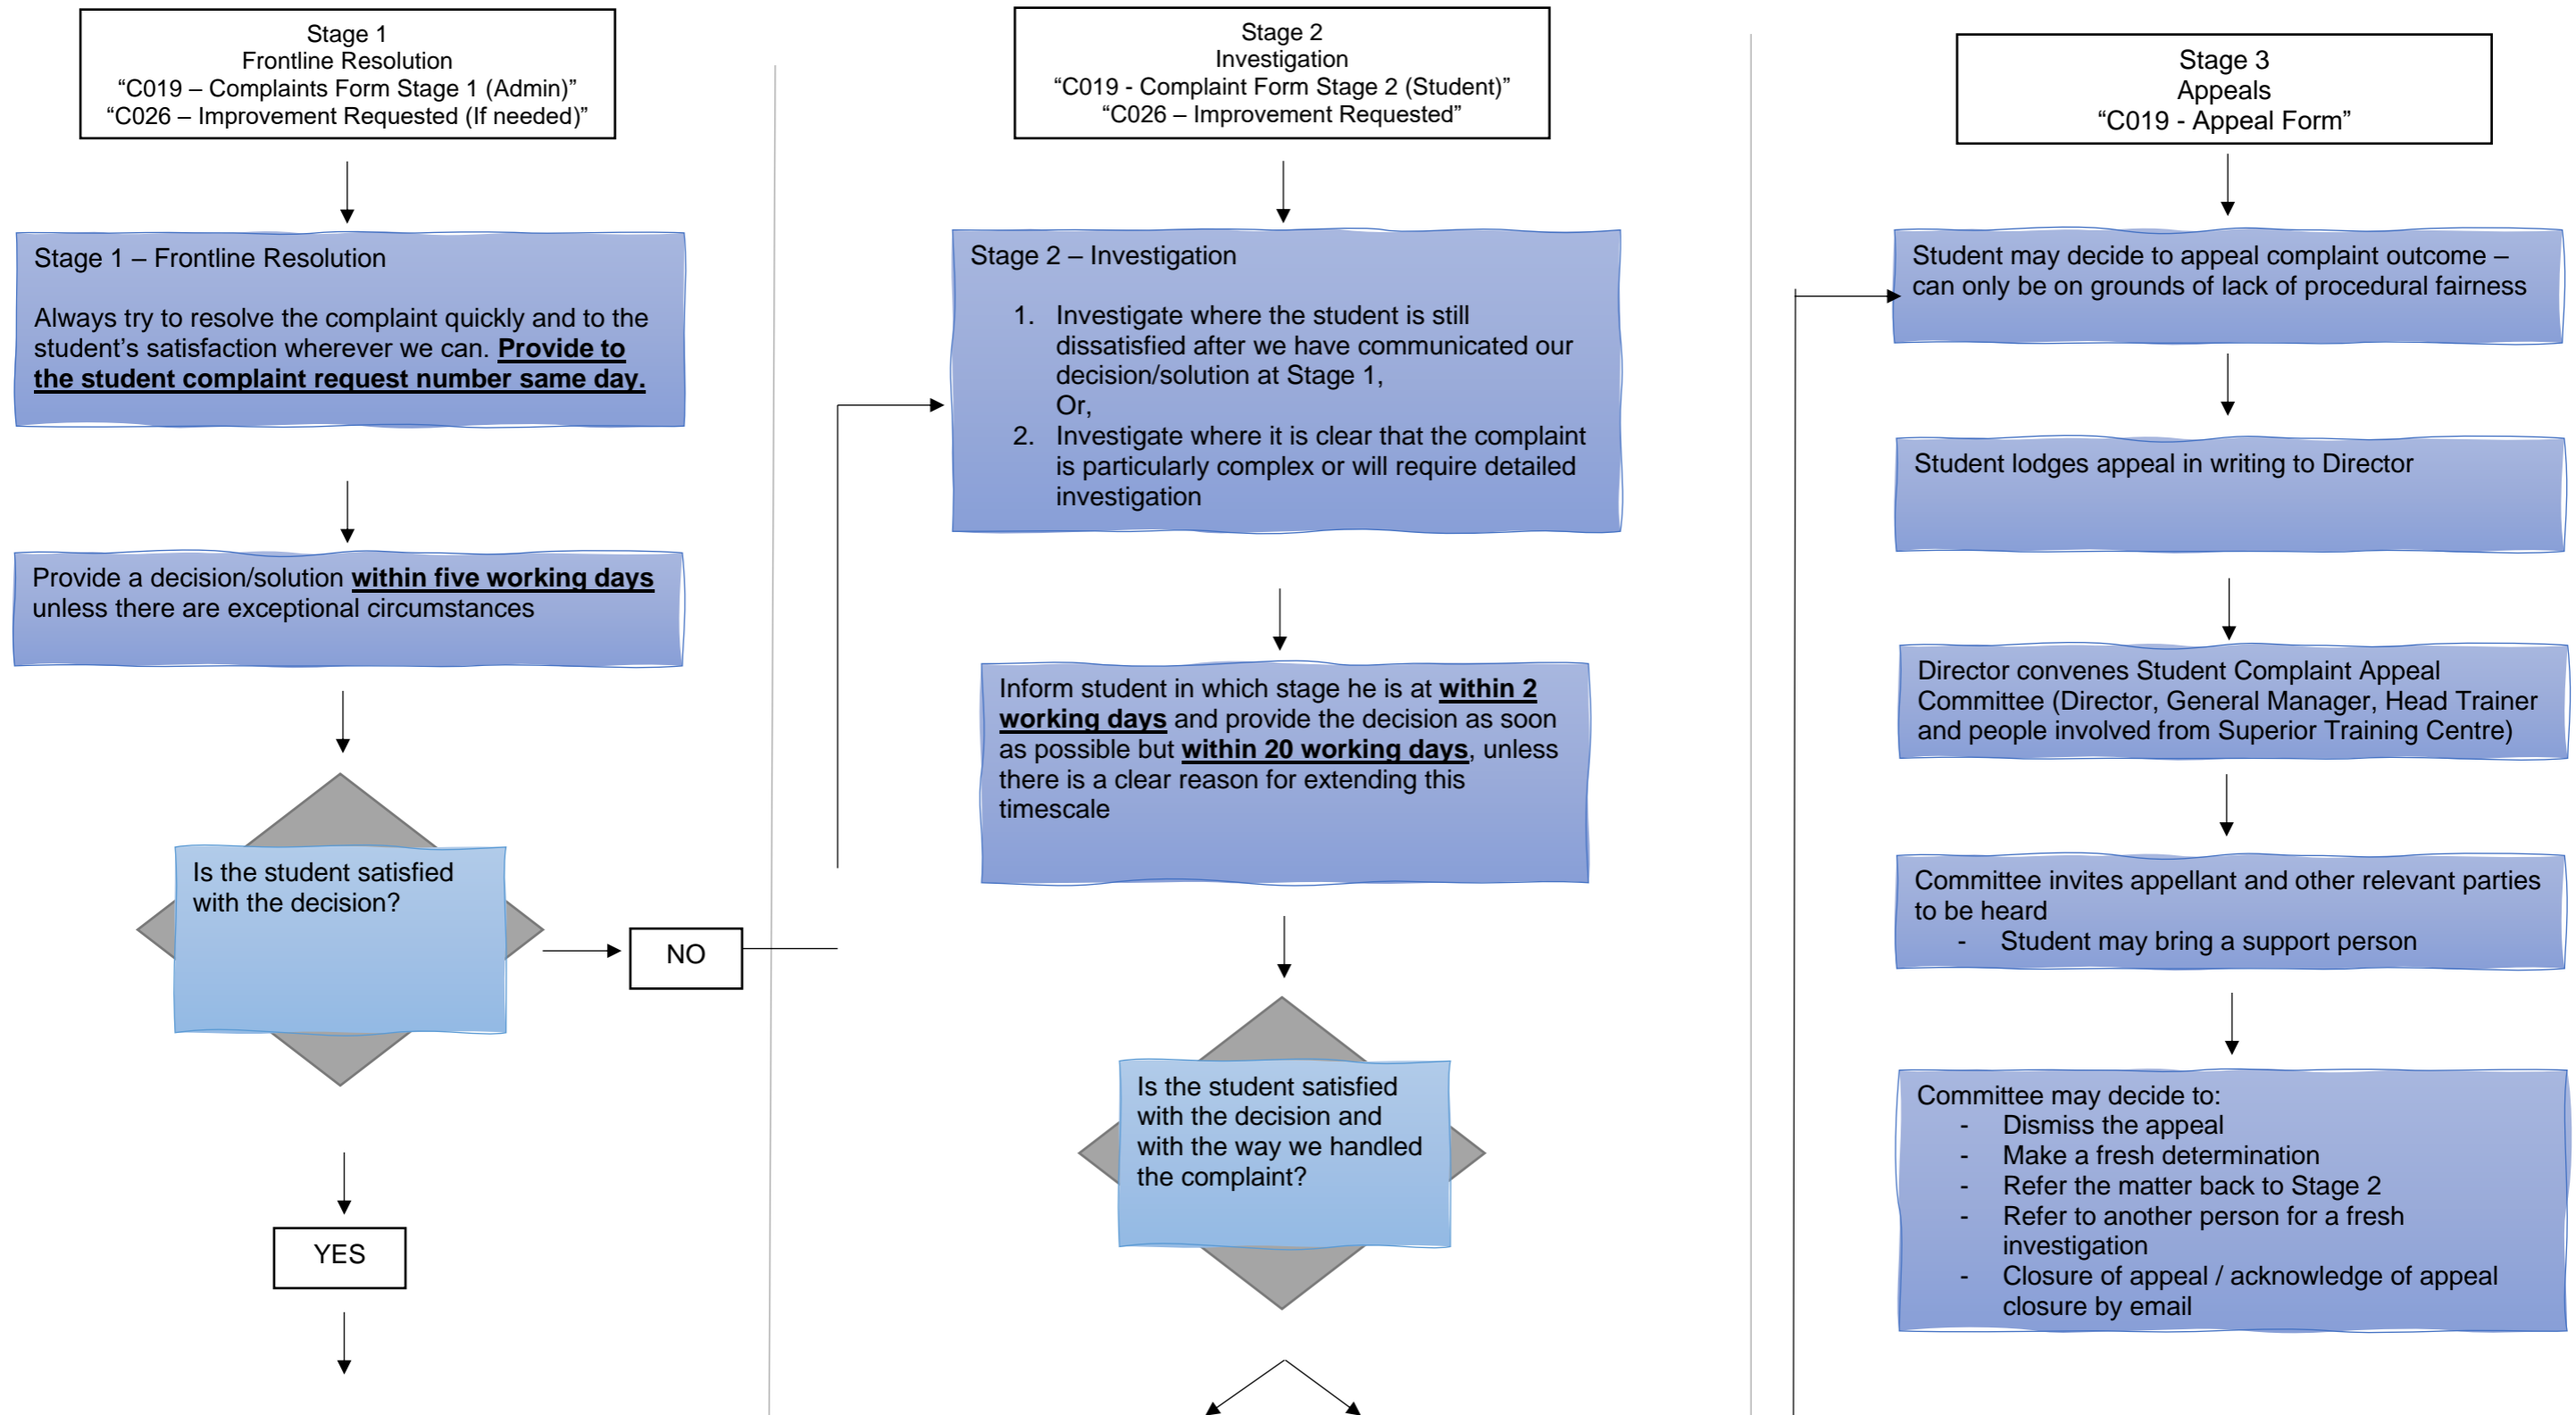 Stage 1
Frontline Resolution
“C019 – Complaints Form Stage 1 (Admin)”
“C026 – Improvement Requested (If needed)”
Stage 1 – Frontline Resolution
Always try to resolve the complaint quickly and to the
student’s satisfaction wherever we can. Provide to
the student complaint request number same day.
Provide a decision/solution within five working days
unless there are exceptional circumstances
Is the student satisfied
with the decision?
NO
YES
Stage 2
Investigation
“C019 - Complaint Form Stage 2 (Student)”
“C026 – Improvement Requested”
Stage 2 – Investigation
1. Investigate where the student is still
dissatisfied after we have communicated our
decision/solution at Stage 1,
Or,
2. Investigate where it is clear that the complaint
is particularly complex or will require detailed
investigation
Inform student in which stage he is at within 2
working days and provide the decision as soon
as possible but within 20 working days, unless
there is a clear reason for extending this
timescale
Is the student satisfied
with the decision and
with the way we handled
the complaint?
Stage 3
Appeals
“C019 - Appeal Form”
Student may decide to appeal complaint outcome –
can only be on grounds of lack of procedural fairness
Student lodges appeal in writing to Director
Director convenes Student Complaint Appeal
Committee (Director, General Manager, Head Trainer
and people involved from Superior Training Centre)
Committee invites appellant and other relevant parties
to be heard
- Student may bring a support person
Committee may decide to:
- Dismiss the appeal
- Make a fresh determination
- Refer the matter back to Stage 2
- Refer to another person for a fresh
investigation
- Closure of appeal / acknowledge of appeal
closure by email